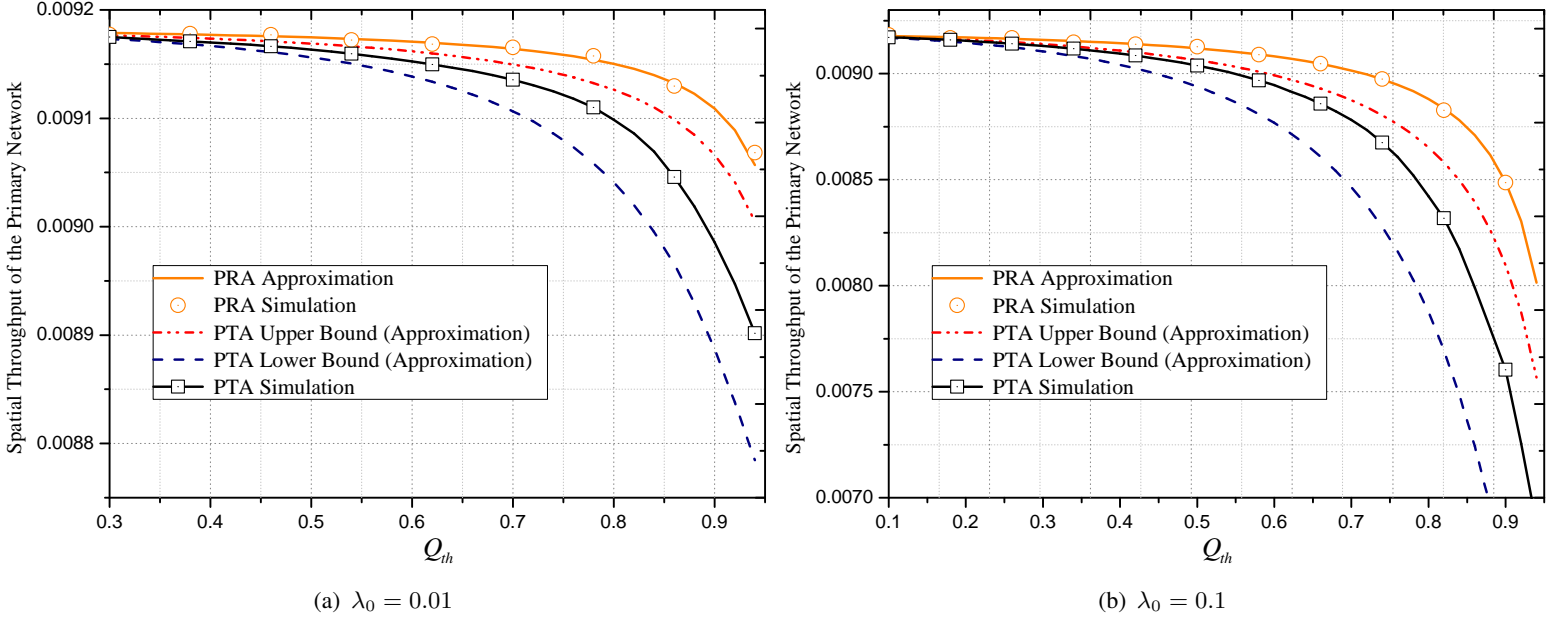 Spatial Throughput of the Primary Network
0.0092
0.0091
0.0090
0.0089
0.0088
PRA Approximation
PRA Simulation
PTA Upper Bound (Approximation)
PTA Lower Bound (Approximation)
PTA Simulation
0.3 0.4 0.5 0.6 0.7 0.8 0.9
Q_th
(a) λ₀ = 0.01
Spatial Throughput of the Primary Network
0.0090
0.0085
0.0080
0.0075
0.0070
PRA Approximation
PRA Simulation
PTA Upper Bound (Approximation)
PTA Lower Bound (Approximation)
PTA Simulation
0.1 0.2 0.3 0.4 0.5 0.6 0.7 0.8 0.9
Q_th
(b) λ₀ = 0.1